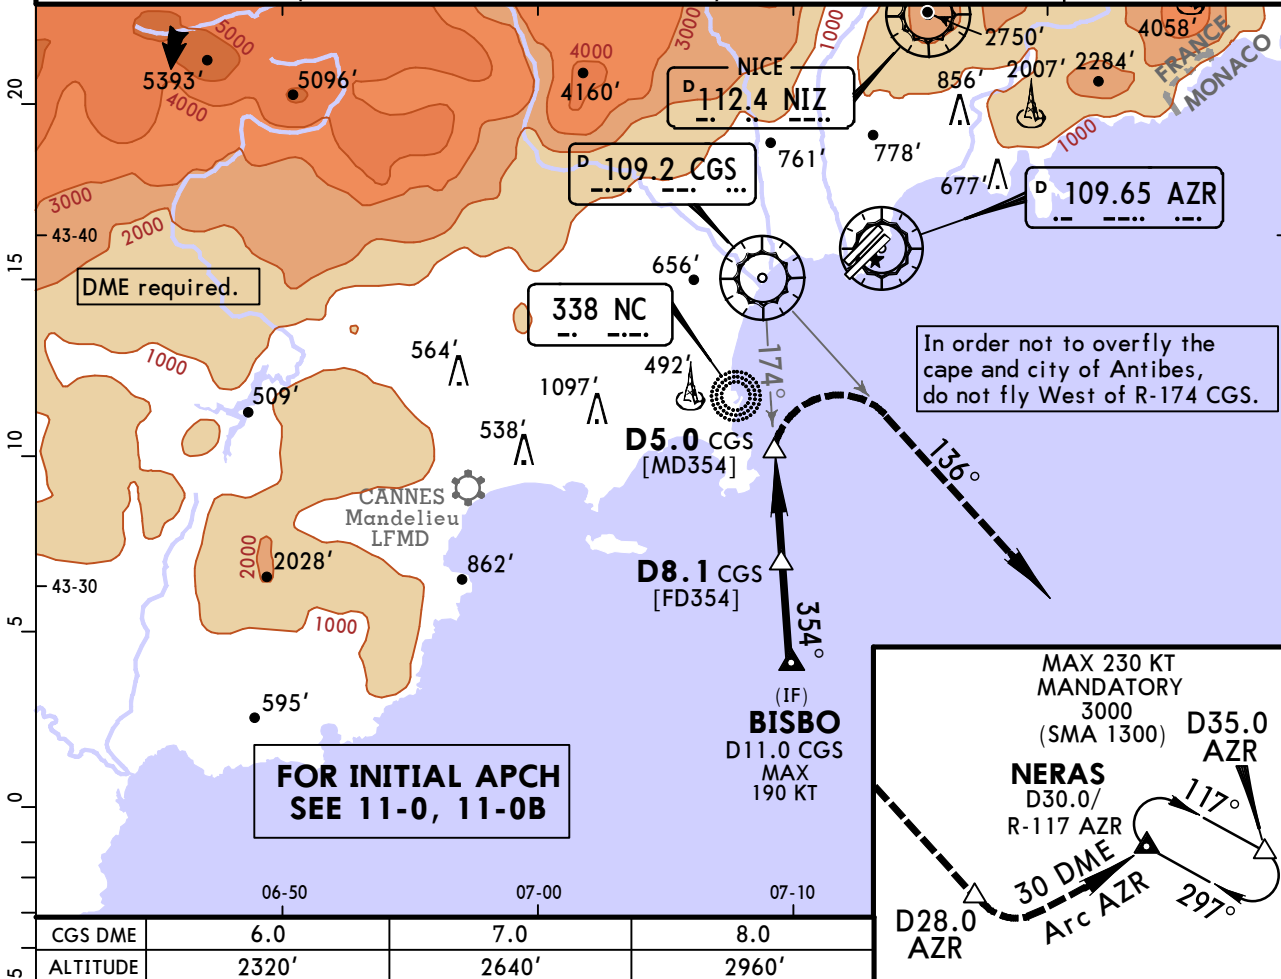 5000
5393'
5096'
4000
4000
4160'
3000
1000
2750'
4058'
FRANCE
MONACO
2007'
2284'
856'
1000
20
NICE
D 112.4 NIZ
761'
778'
677'
D 109.2 CGS
D 109.65 AZR
3000
2000
43-40
15
DME required.
656'
338 NC
In order not to overfly the
cape and city of Antibes,
do not fly West of R-174 CGS.
1000
564'
492'
174°
1097'
509'
538'
10
D5.0 CGS
[MD354]
136°
CANNES
Mandelieu
LFMD
2000
2028'
862'
D8.1 CGS
[FD354]
43-30
5
1000
354°
595'
(IF)
BISBO
D11.0 CGS
MAX
190 KT
FOR INITIAL APCH
SEE 11-0, 11-0B
MAX 230 KT
MANDATORY
3000
(SMA 1300)
D35.0
AZR
NERAS
D30.0/
R-117 AZR
117°
297°
30 DME
Arc AZR
D28.0
AZR
0
06-50
07-00
07-10
5
CGS DME 6.0 7.0 8.0
ALTITUDE 2320' 2640' 2960'